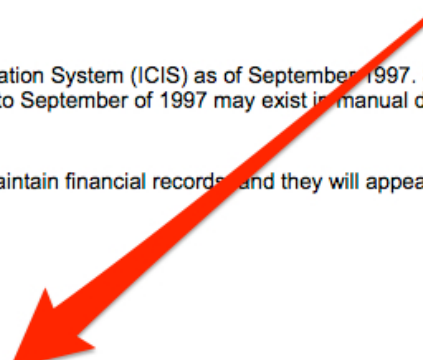 ation System (ICIS) as of September 1997.
to September of 1997 may exist in manual d
aintain financial records, and they will appea